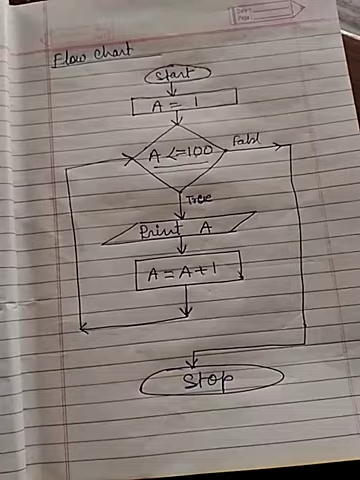 Flow chart
Start
A = 1
A <= 100
False
True
Print A
A = A + 1
Stop